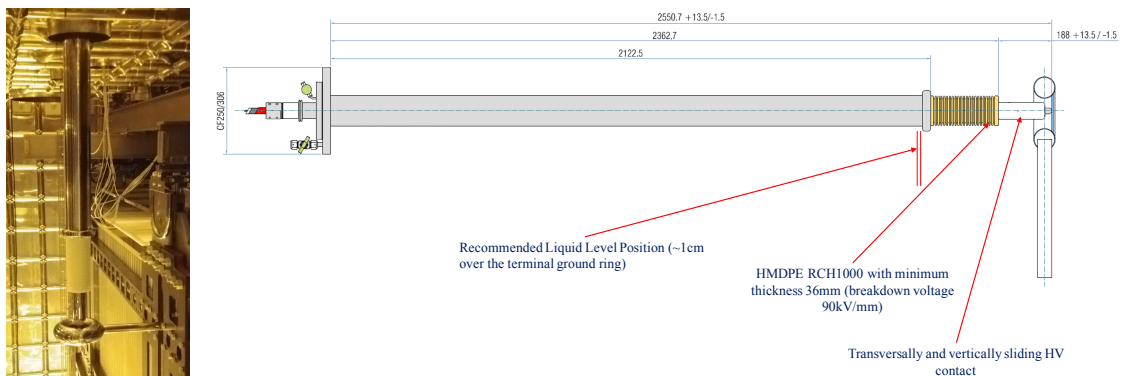 2550.7 +13.5/-1.5
2362.7
188 +13.5 / -1.5
2122.5
CF250/306
Recommended Liquid Level Position (~1cm
over the terminal ground ring)
HMDPE RCH1000 with minimum
thickness 36mm (breakdown voltage
90kV/mm)
Transversally and vertically sliding HV
contact